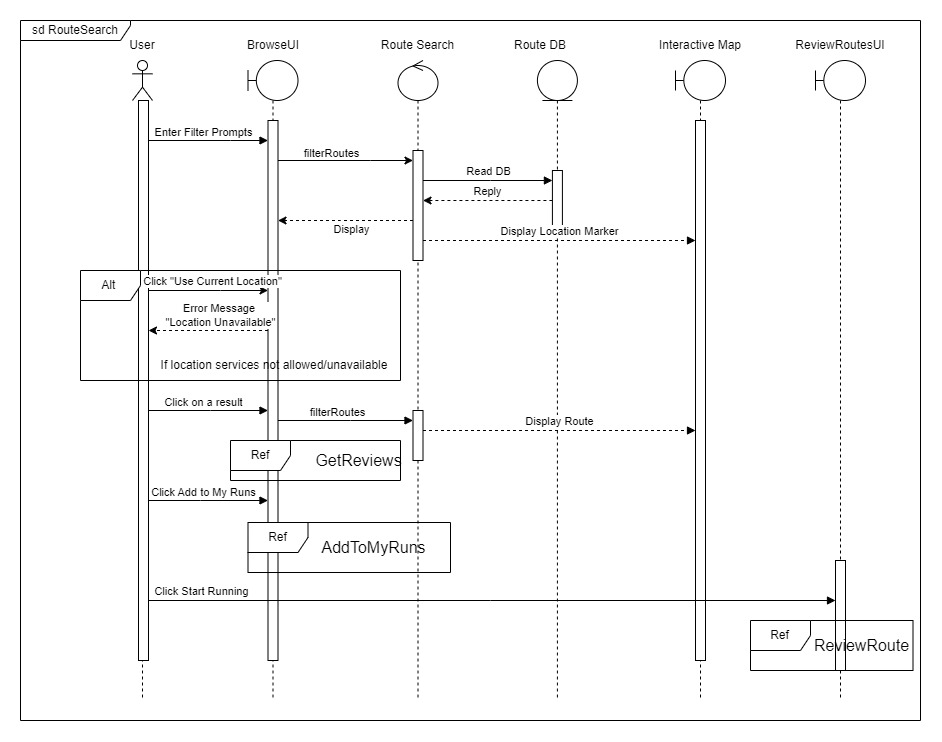 sd RouteSearch
User
BrowseUI
Route Search
Route DB
Interactive Map
ReviewRoutesUI
Enter Filter Prompts
filterRoutes
Read DB
Reply
Display
Display Location Marker
Alt
Click "Use Current Location"
Error Message
"Location Unavailable"
If location services not allowed/unavailable
Click on a result
filterRoutes
Display Route
Ref
GetReviews
Click Add to My Runs
Ref
AddToMyRuns
Click Start Running
Ref
ReviewRoute